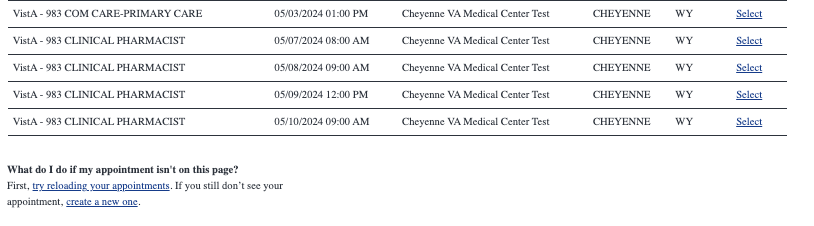 VistA - 983 COM CARE-PRIMARY CARE 05/03/2024 01:00 PM Cheyenne VA Medical Center Test CHEYENNE WY Select
VistA - 983 CLINICAL PHARMACIST 05/07/2024 08:00 AM Cheyenne VA Medical Center Test CHEYENNE WY Select
VistA - 983 CLINICAL PHARMACIST 05/08/2024 09:00 AM Cheyenne VA Medical Center Test CHEYENNE WY Select
VistA - 983 CLINICAL PHARMACIST 05/09/2024 12:00 PM Cheyenne VA Medical Center Test CHEYENNE WY Select
VistA - 983 CLINICAL PHARMACIST 05/10/2024 09:00 AM Cheyenne VA Medical Center Test CHEYENNE WY Select
What do I do if my appointment isn't on this page?
First, try reloading your appointments. If you still don’t see your
appointment, create a new one.